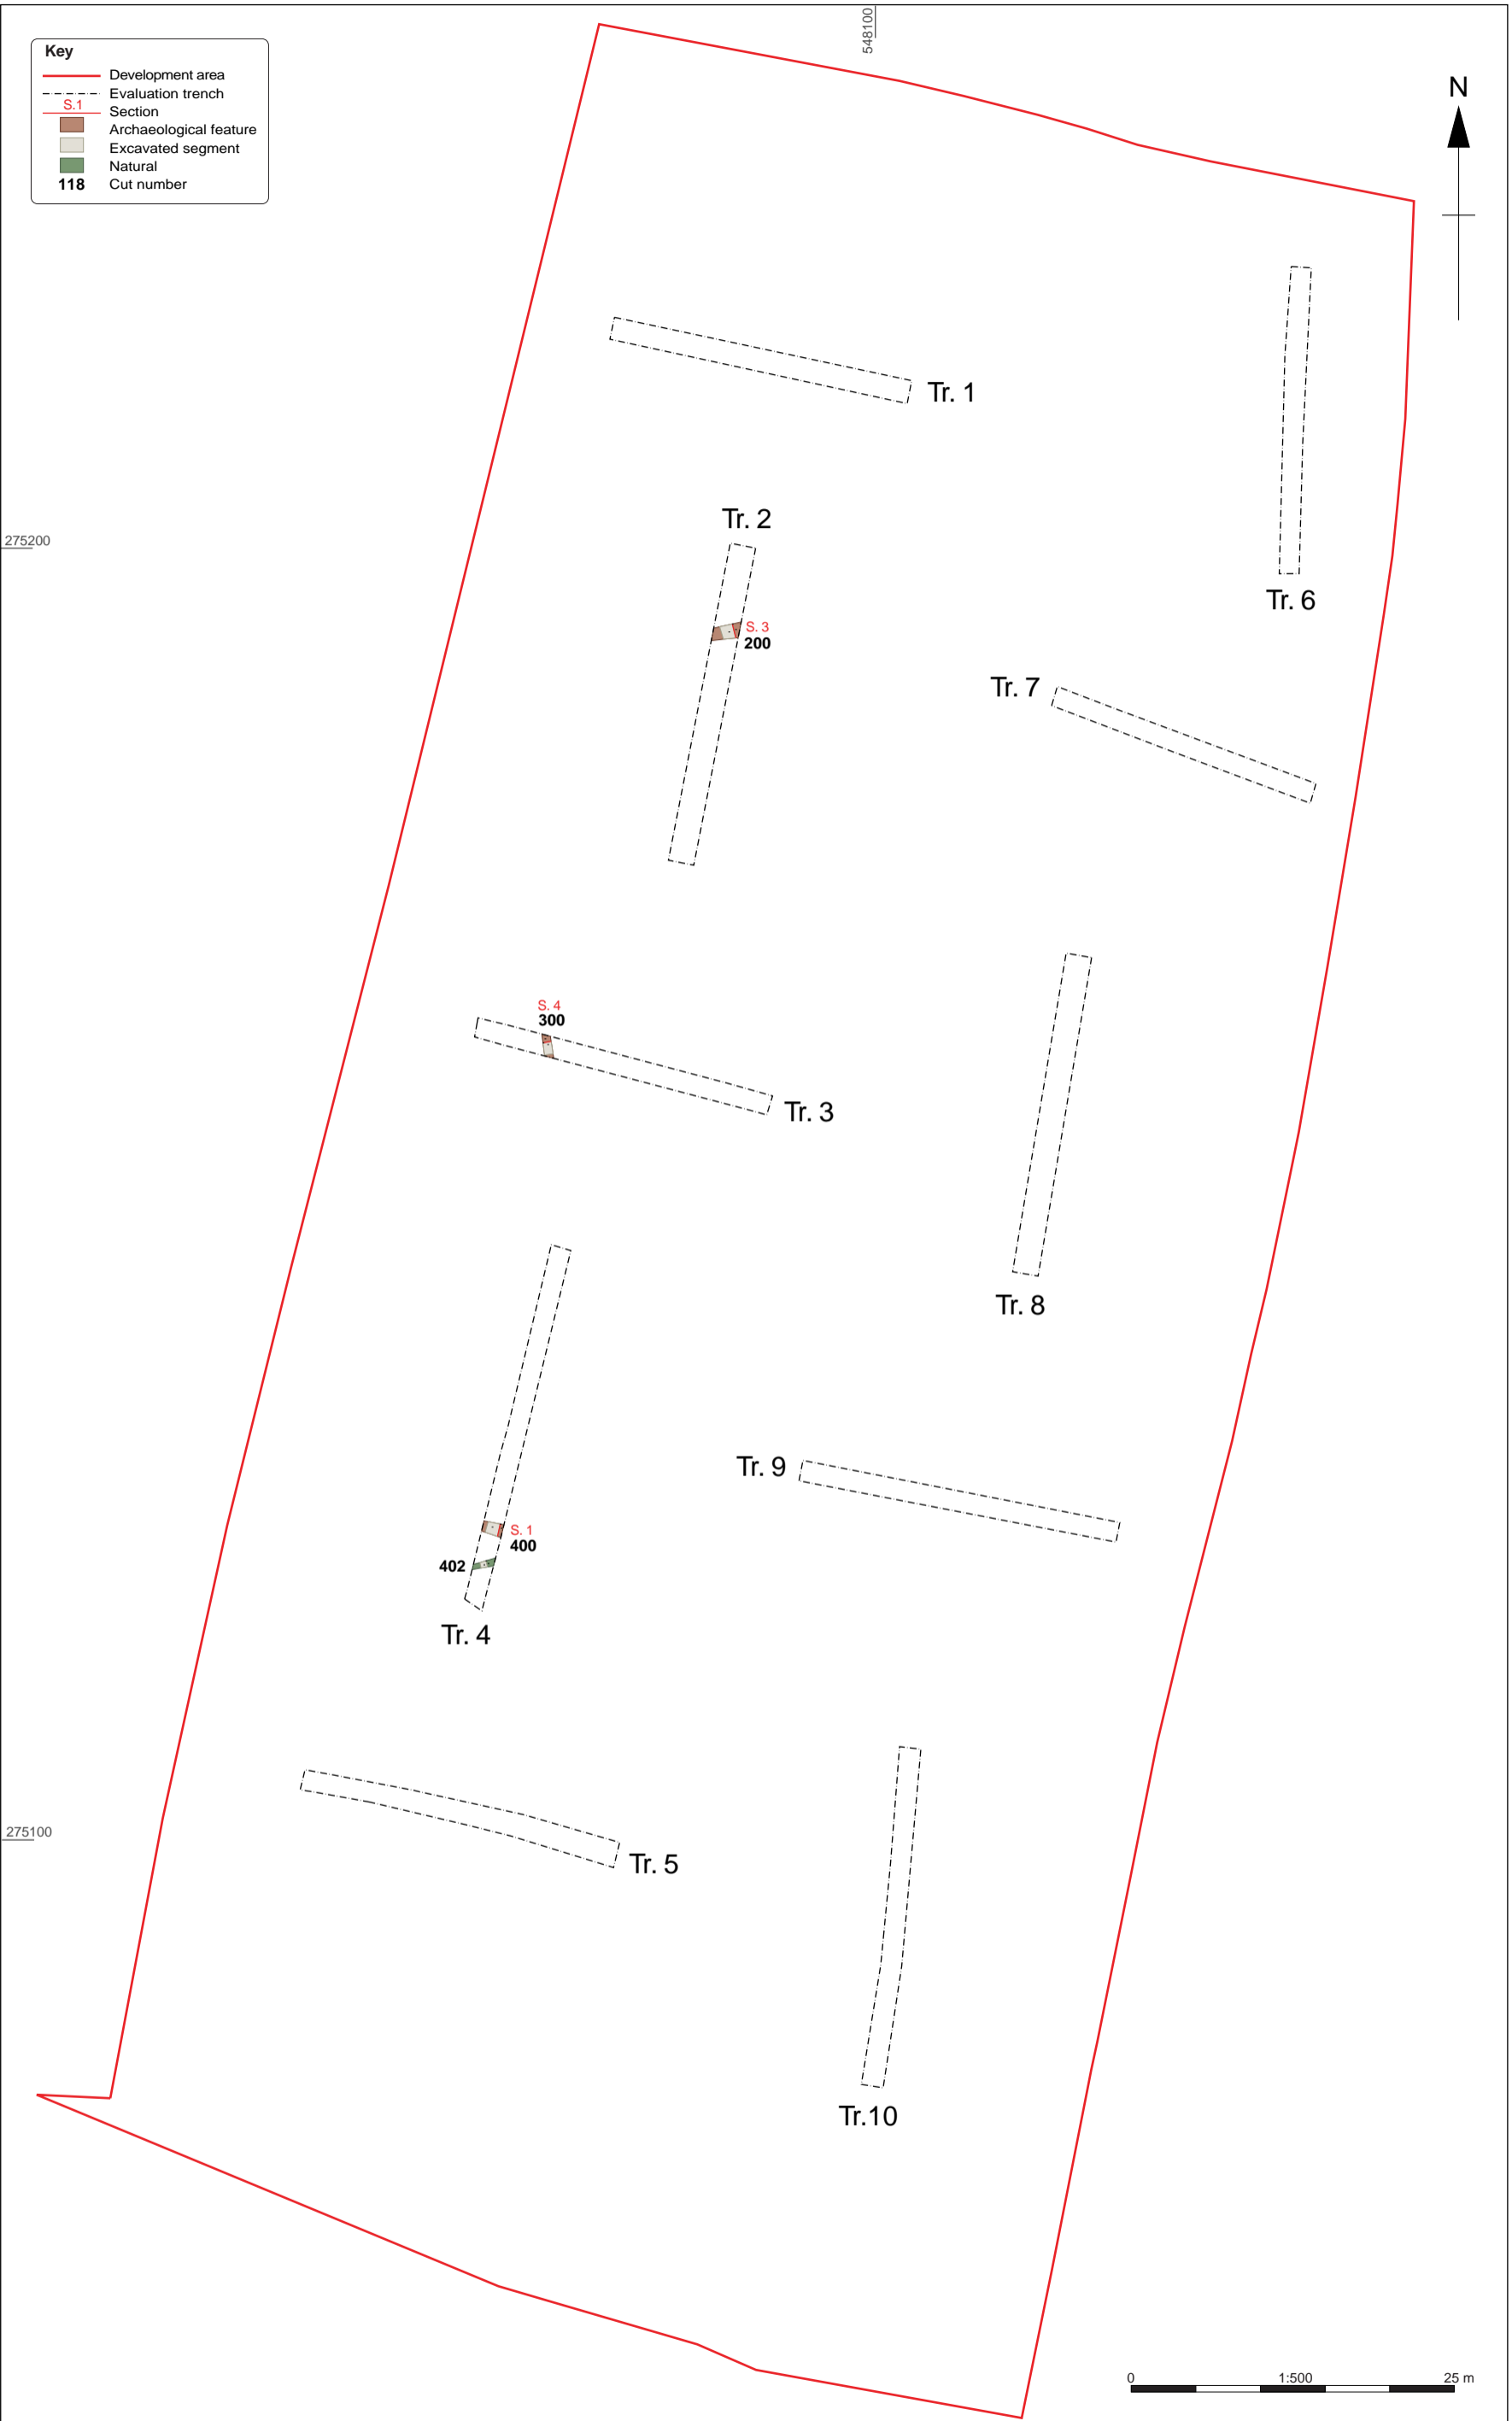 548100
Key
Development area
Evaluation trench
S.1
Section
Archaeological feature
Excavated segment
Natural
118 Cut number
N
Tr. 1
Tr. 2
275200
Tr. 6
S. 3
200
Tr. 7
S. 4
300
Tr. 3
Tr. 8
Tr. 9
S. 1
400
402
Tr. 4
275100
Tr. 5
Tr.10
0 1:500 25 m